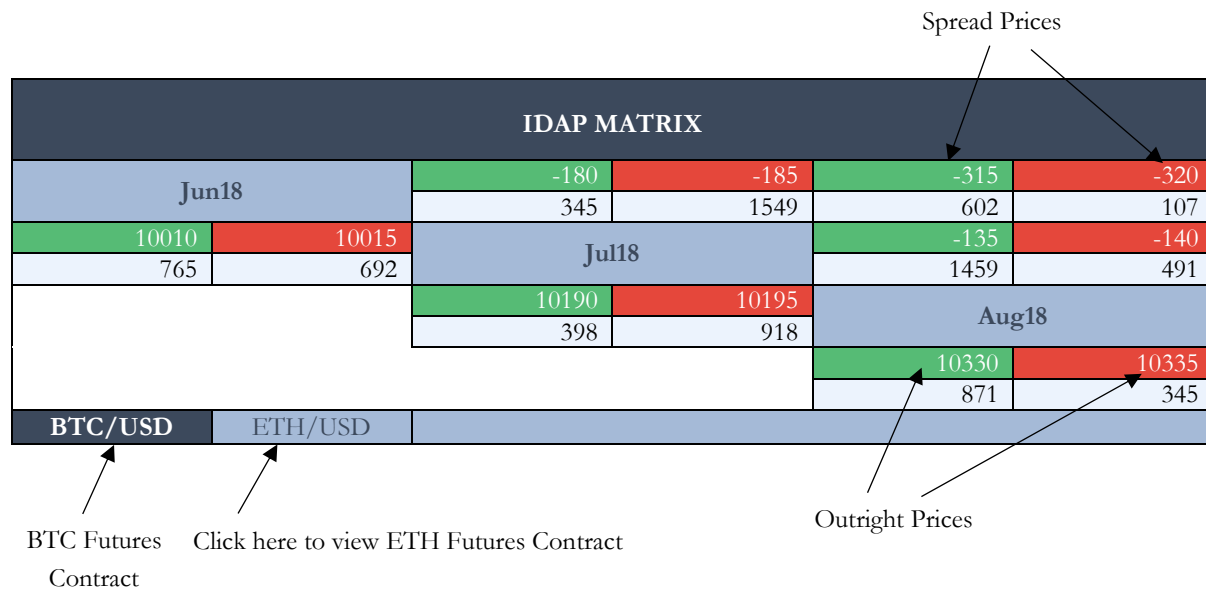 Spread Prices
IDAP MATRIX
Jun18
-180 -185 -315 -320
345 1549 602 107
10010 10015
Jul18
-135 -140
765 692 1459 491
10190 10195
Aug18
398 918
10330 10335
871 345
BTC/USD ETH/USD
Outright Prices
BTC Futures
Contract
Click here to view ETH Futures Contract